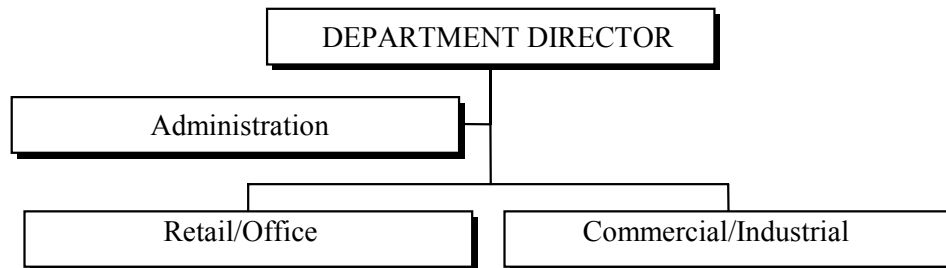 DEPARTMENT DIRECTOR
Administration
Retail/Office
Commercial/Industrial